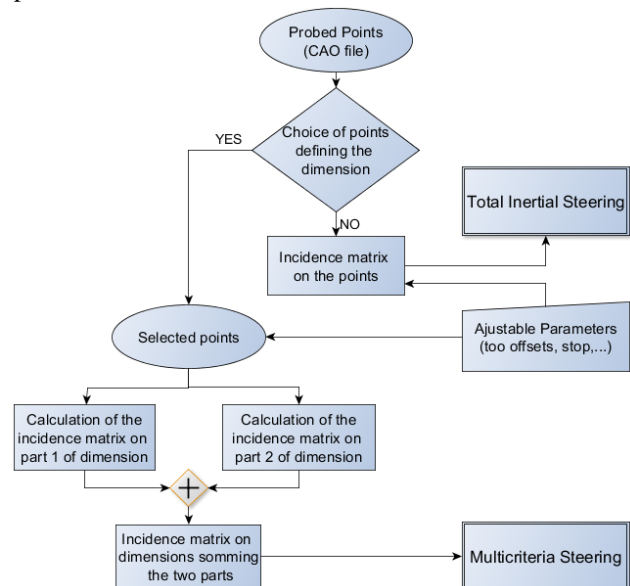 Probed Points
(CAO file)
Choice of points
defining the
dimension
YES
NO
Total Inertial Steering
Incidence matrix
on the points
Ajustable Parameters
(too offsets, stop,...)
Selected points
Calculation of the
incidence matrix on
part 1 of dimension
Calculation of the
incidence matrix on
part 2 of dimension
+
Incidence matrix on
dimensions somming
the two parts
Multicriteria Steering